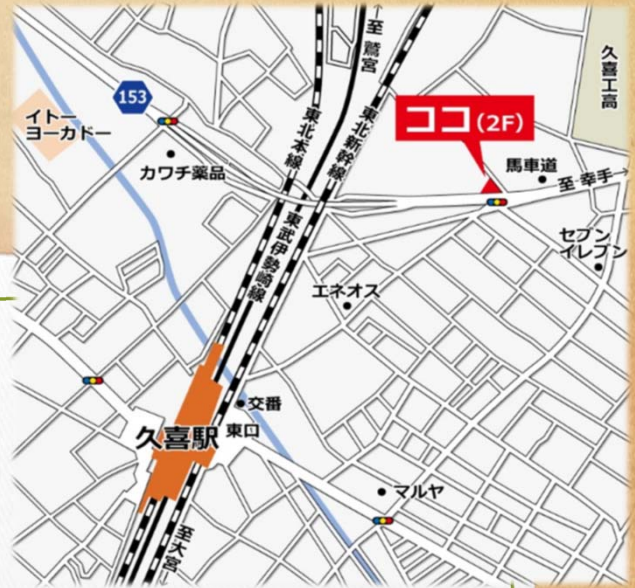 至 鷲宮
久喜工高
153
イトー
ヨーカドー
東北本線
東北新幹線
ココ(2F)
カワチ薬品
馬車道
至 幸手
東武伊勢崎線
セブン
イレブン
エネオス
交番
久喜駅
東口
マルヤ
至 大宮